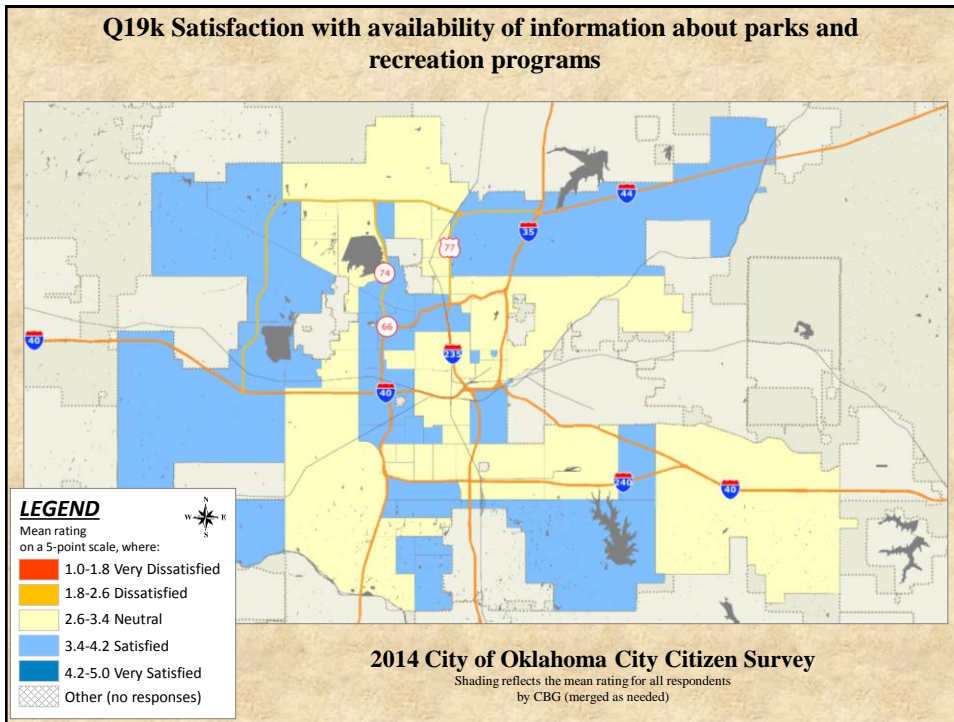 Q19k Satisfaction with availability of information about parks and
recreation programs
44
35
77
74
66
40
235
40
240
40
LEGEND
N
W E
S
Mean rating
on a 5-point scale, where:
1.0-1.8 Very Dissatisfied
1.8-2.6 Dissatisfied
2.6-3.4 Neutral
3.4-4.2 Satisfied
4.2-5.0 Very Satisfied
Other (no responses)
2014 City of Oklahoma City Citizen Survey
Shading reflects the mean rating for all respondents
by CBG (merged as needed)